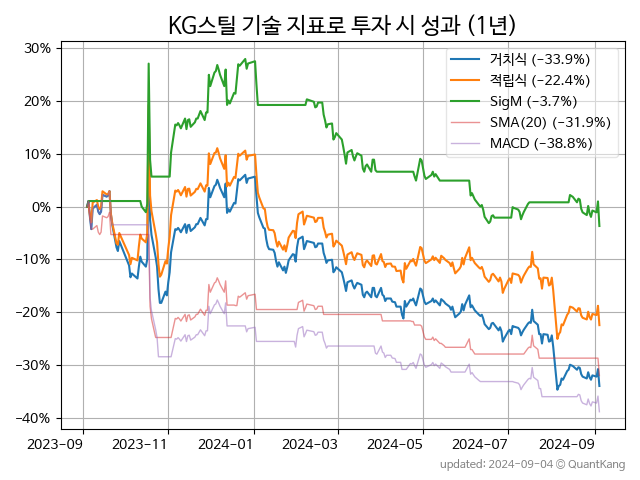 KG스틸 기술 지표로 투자 시 성과 (1년)
거치식 (−33.9%)
적립식 (−22.4%)
SigM (−3.7%)
SMA(20) (−31.9%)
MACD (−38.8%)
30%
20%
10%
0%
−10%
−20%
−30%
−40%
2023-09 2023-11 2024-01 2024-03 2024-05 2024-07 2024-09
updated: 2024-09-04 © QuantKang